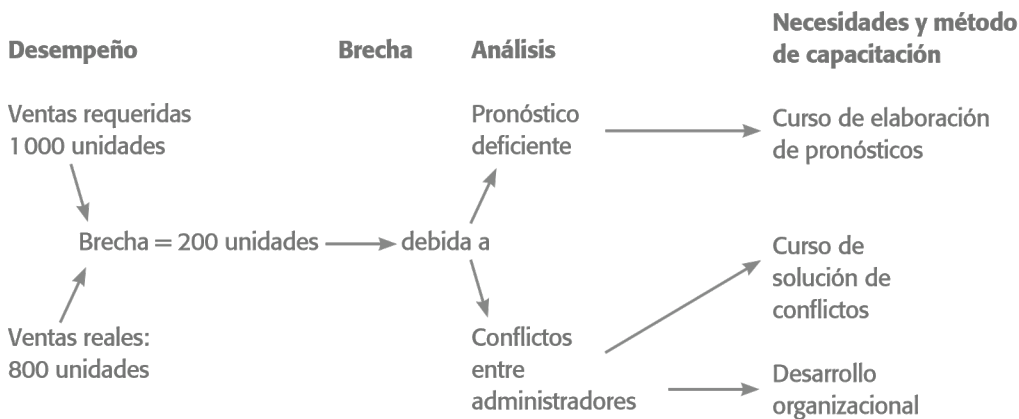 Desempeño
Brecha
Análisis
Necesidades y método
de capacitación
Ventas requeridas
1 000 unidades
Pronóstico
deficiente
Curso de elaboración
de pronósticos
Brecha = 200 unidades
debida a
Curso de
solución de
conflictos
Ventas reales:
800 unidades
Conflictos
entre
administradores
Desarrollo
organizacional